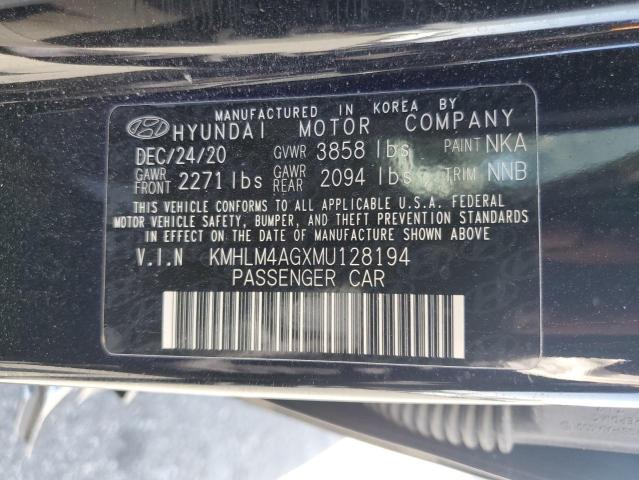 MANUFACTURED IN KOREA BY
HYUNDAI MOTOR COMPANY
DEC/24/20 GVWR 3858 lbs PAINT NKA
GAWR FRONT 2271 lbs GAWR REAR 2094 lbs TRIM NNB
THIS VEHICLE CONFORMS TO ALL APPLICABLE U.S.A. FEDERAL
MOTOR VEHICLE SAFETY, BUMPER, AND THEFT PREVENTION STANDARDS
IN EFFECT ON THE DATE OF MANUFACTURE SHOWN ABOVE.
V.I.N KMHLM4AGXMU128194
PASSENGER CAR